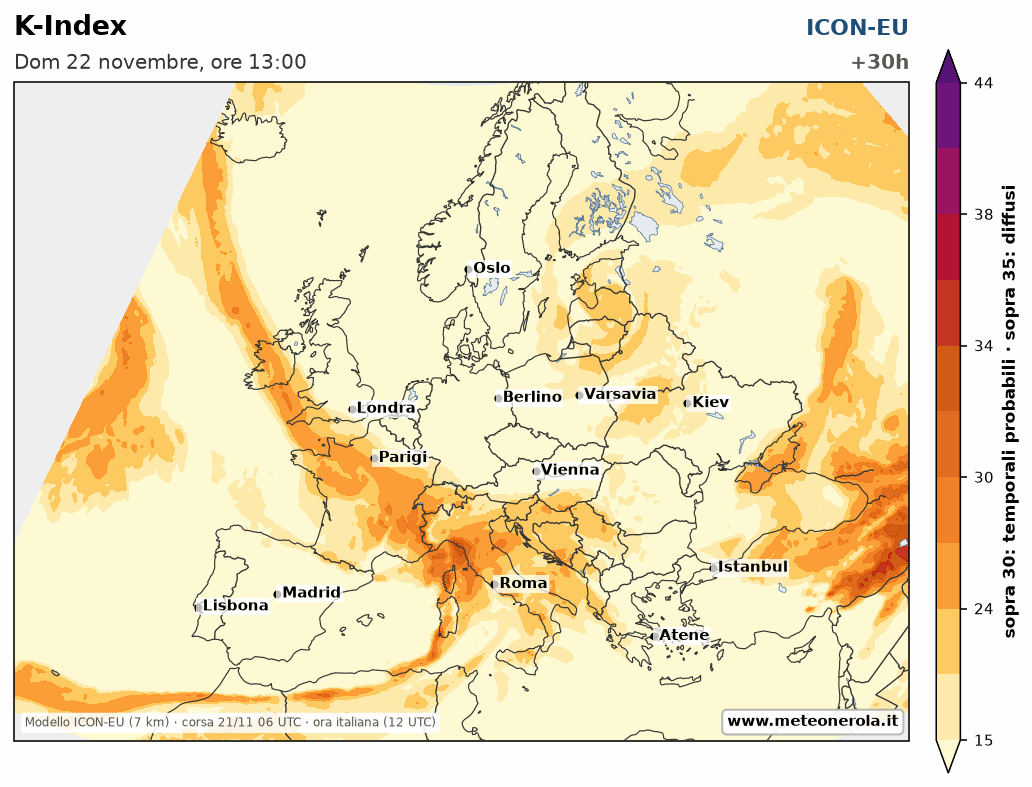 K-Index
ICON-EU
Dom 22 novembre, ore 13:00
+30h
44
38
34
30
24
15
sopra 30: temporali probabili · sopra 35: diffusi
Oslo
Londra
Berlino
Varsavia
Kiev
Parigi
Vienna
Istanbul
Roma
Madrid
Lisbona
Atene
Modello ICON-EU (7 km) · corsa 21/11 06 UTC · ora italiana (12 UTC)
www.meteonerola.it